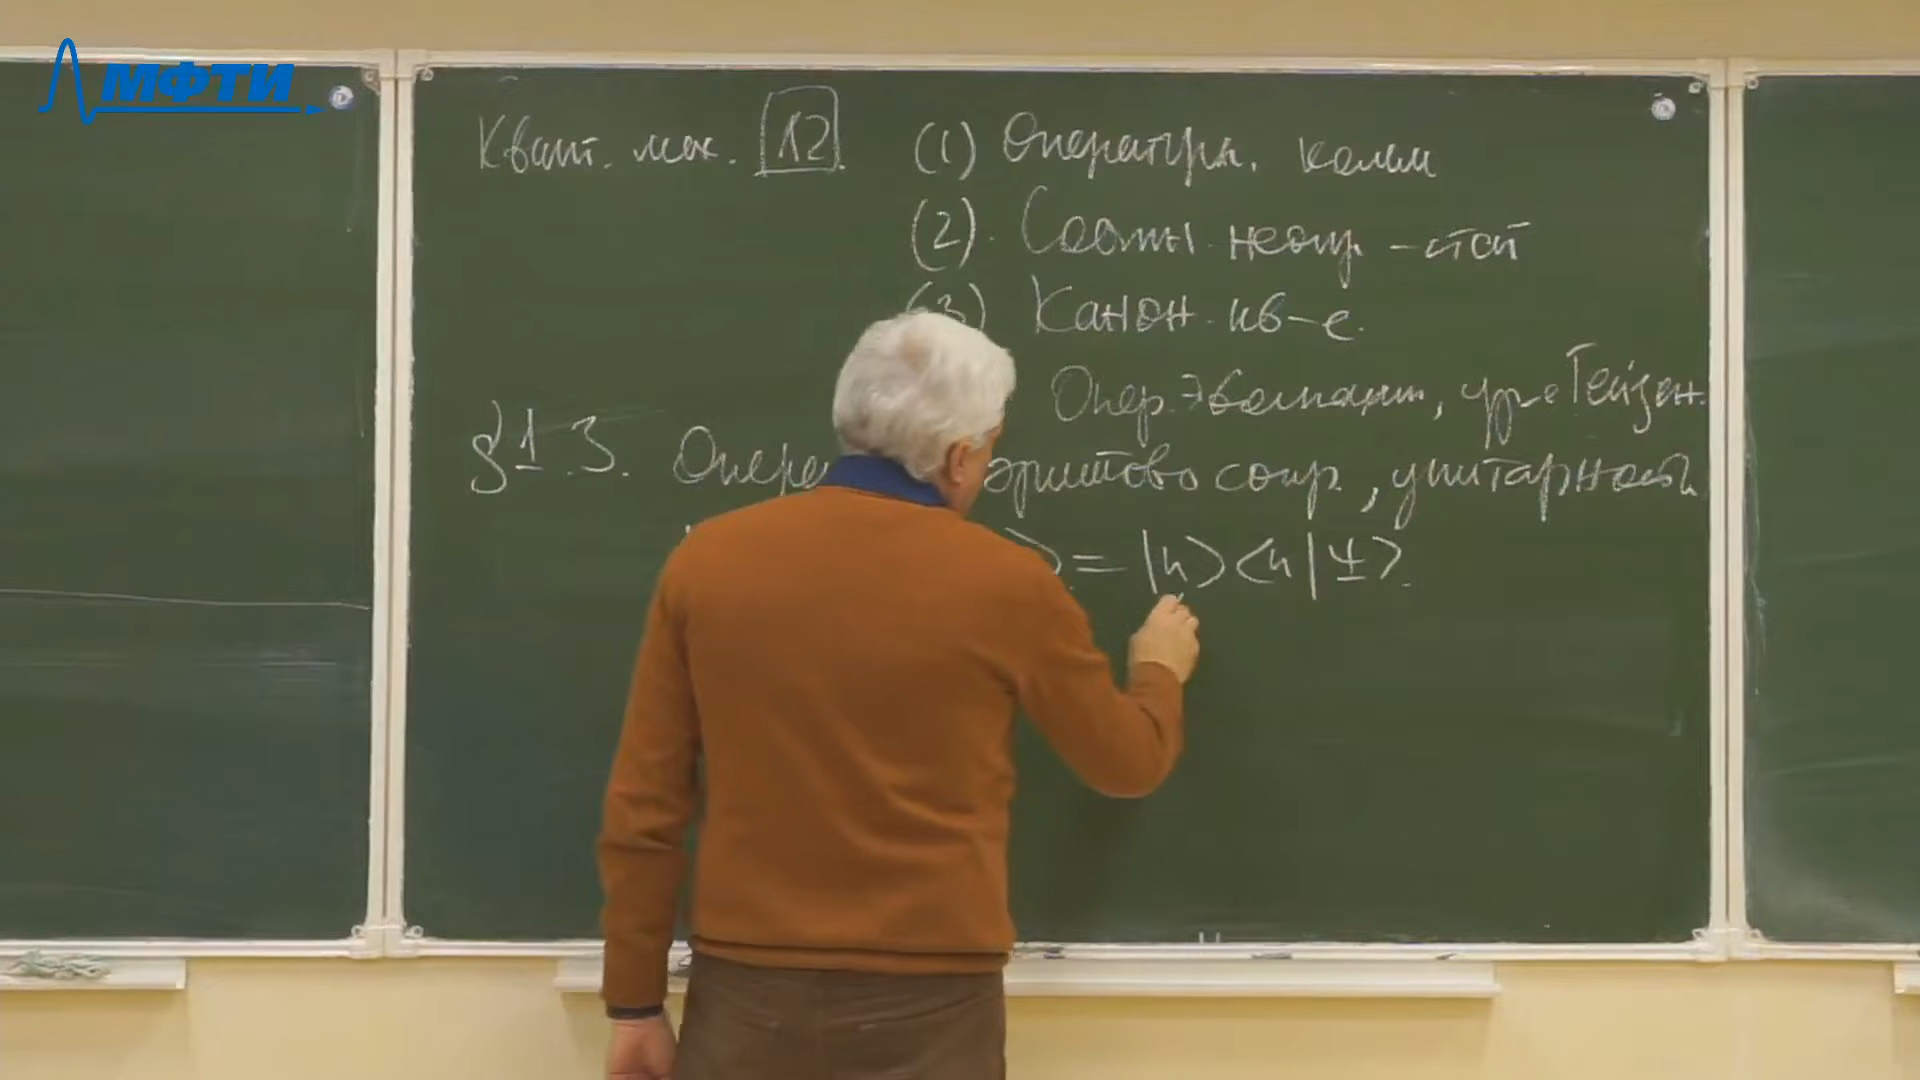 МФТИ
Квант. мех. 12. (1) Операторы. комм
(2). Соотн. неопр-стей
(3) Канон. кв-е.
Опер. Эволюции, ур-е Гейзен.
§1.3. Опера эрмитово сопр., унитарность
⟩ = |n⟩⟨n|Ψ⟩.